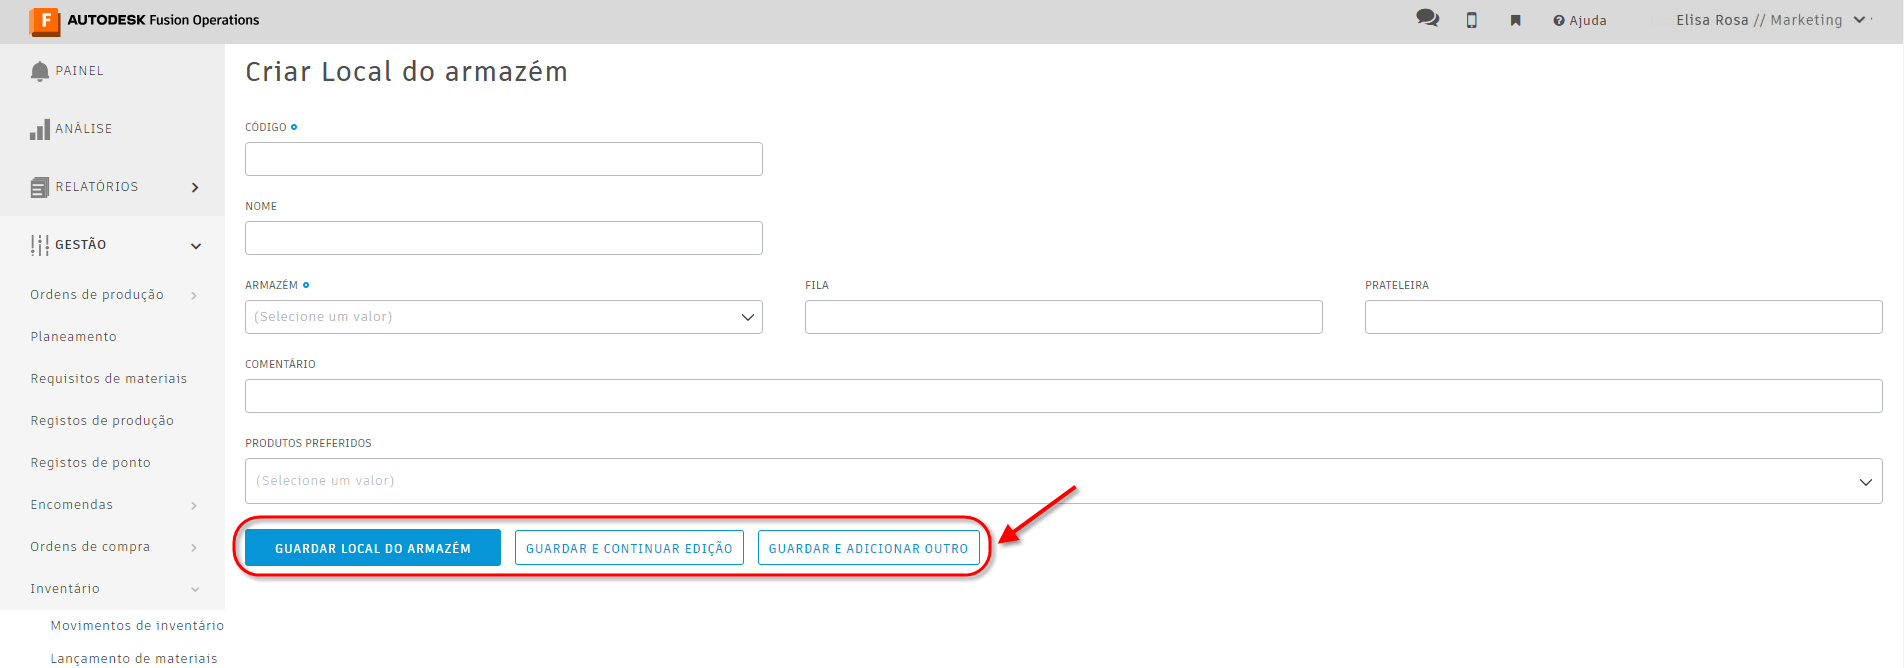 AUTODESK Fusion Operations
Ajuda
Elisa Rosa // Marketing
PAINEL
ANÁLISE
RELATÓRIOS
GESTÃO
Ordens de produção
Planeamento
Requisitos de materiais
Registos de produção
Registos de ponto
Encomendas
Ordens de compra
Inventário
Movimentos de inventário
Lançamento de materiais
Criar Local do armazém
CÓDIGO
NOME
ARMAZÉM
(Selecione um valor)
FILA
PRATELEIRA
COMENTÁRIO
PRODUTOS PREFERIDOS
(Selecione um valor)
GUARDAR LOCAL DO ARMAZÉM
GUARDAR E CONTINUAR EDIÇÃO
GUARDAR E ADICIONAR OUTRO